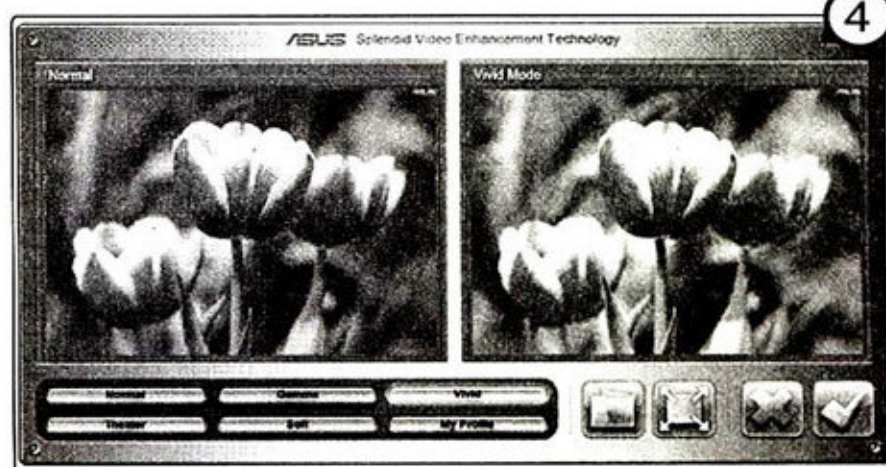 4
ASUS Splendid Video Enhancement Technology
Normal
Vivid Mode
Normal Gamma Vivid
Theater Soft My Profile